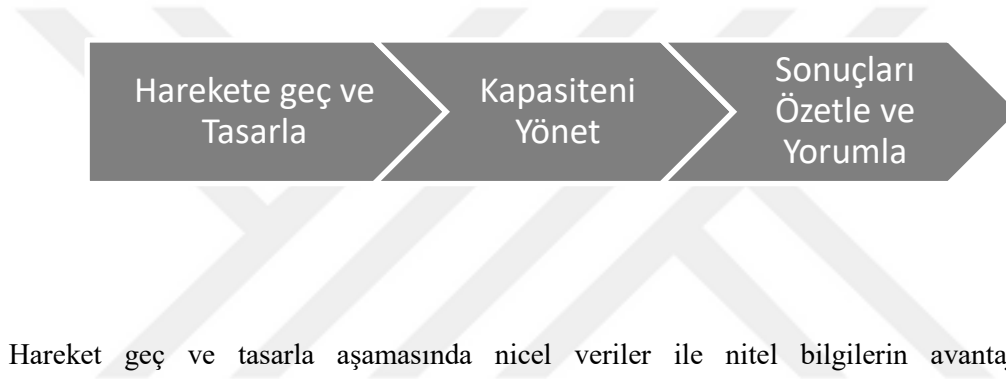 Harekete geç ve
Tasarla
Kapasiteni
Yönet
Sonuçları
Özetle ve
Yorumla
Hareket geç ve tasarla aşamasında nicel veriler ile nitel bilgilerin